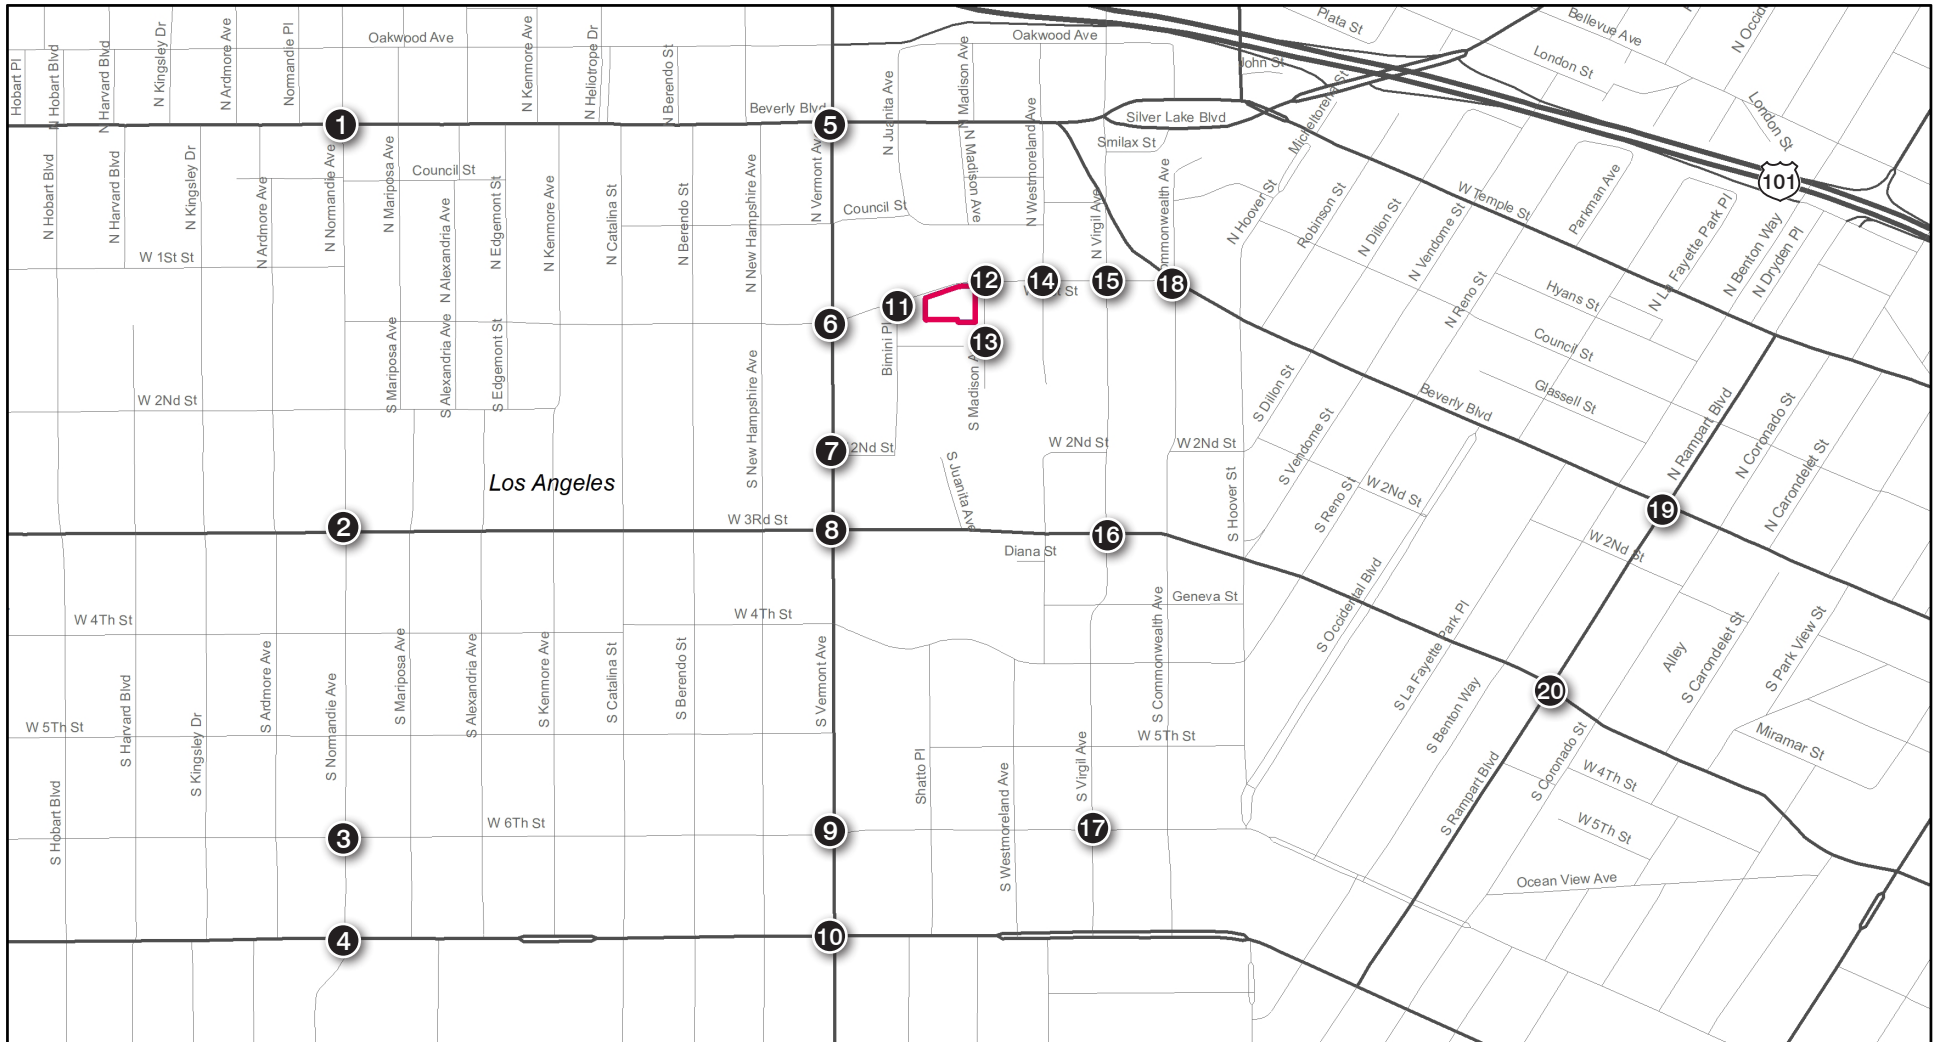 Oakwood Ave
Oakwood Ave
Plata St
Bellevue Ave
London St
London St
John St
Hobart Pl
N Hobart Blvd
N Harvard Blvd
N Kingsley Dr
N Ardmore Ave
Normandie Pl
N Kenmore Ave
N Heliotrope Dr
N Berendo St
Beverly Blvd
N Juanita Ave
N Madison Ave
N Madison Ave
N Westmoreland Ave
Silver Lake Blvd
Smilax St
Micheltorena St
101
1
5
N Hobart Blvd
N Harvard Blvd
N Kingsley Dr
N Ardmore Ave
N Normandie Ave
N Mariposa Ave
Council St
N Alexandria Ave
N Edgemont St
N Kenmore Ave
N Catalina St
N Berendo St
N New Hampshire Ave
N Vermont Ave
Council St
N Virgil Ave
N Hoover St
Robinson St
N Dillon St
N Vendome St
W Temple St
Parkman Ave
N La Fayette Park Pl
N Benton Way
N Dryden Pl
W 1St St
11
12
14
15
18
6
13
N Reno St
Hyans St
Council St
Glassell St
Beverly Blvd
Bimini Pl
S Mariposa Ave
S Alexandria Ave
S Edgemont St
S New Hampshire Ave
W 2Nd St
7
2Nd St
W 2Nd St
W 2Nd St
S Juanita Ave
S Dillon St
S Vendome St
S Reno St
W 2Nd St
N Rampart Blvd
N Coronado St
N Carondelet St
Los Angeles
2
W 3Rd St
8
16
19
S Hoover St
Diana St
W 2Nd St
W 4Th St
W 4Th St
Geneva St
S Occidental Blvd
S La Fayette Park Pl
Alley
S Carondelet St
S Park View St
20
S Harvard Blvd
S Kingsley Dr
S Ardmore Ave
S Normandie Ave
S Mariposa Ave
S Alexandria Ave
S Kenmore Ave
S Catalina St
S Berendo St
S Vermont Ave
S Commonwealth Ave
W 5Th St
W 5Th St
S Benton Way
S Coronado St
Miramar St
W 4Th St
S Hobart Blvd
Shatto Pl
S Westmoreland Ave
S Virgil Ave
S Rampart Blvd
W 5Th St
3
W 6Th St
9
17
Ocean View Ave
4
10